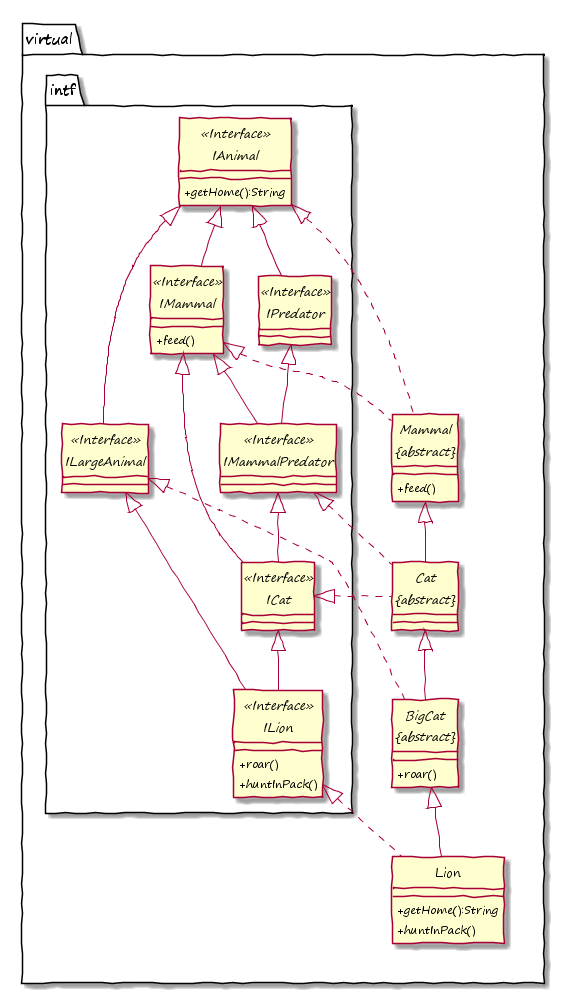 virtual
intf
«Interface»
IAnimal
+getHome():String
«Interface»
IMammal
+feed()
«Interface»
IPredator
«Interface»
ILargeAnimal
«Interface»
IMammalPredator
Mammal
{abstract}
+feed()
«Interface»
ICat
Cat
{abstract}
«Interface»
ILion
+roar()
+huntInPack()
BigCat
{abstract}
+roar()
Lion
+getHome():String
+huntInPack()